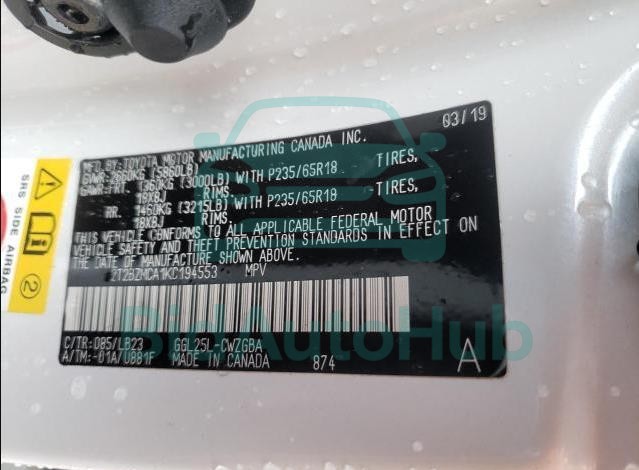 03/19
MFD.BY:TOYOTA MOTOR MANUFACTURING CANADA INC.
GVWR:2660KG (5860LB)
GAWR:FRT. 1360KG (3000LB) WITH P235/65R18 TIRES,
18X8J RIMS.
RR. 1460KG (3215LB) WITH P235/65R18 TIRES,
18X8J RIMS.
THIS VEHICLE CONFORMS TO ALL APPLICABLE FEDERAL MOTOR
VEHICLE SAFETY AND THEFT PREVENTION STANDARDS IN EFFECT ON
THE DATE OF MANUFACTURE SHOWN ABOVE.
2T2BZMCA1KC194553 MPV
C/TR:085/LB23 GGL25L-CWZGBA
A/TM:-01A/U881F MADE IN CANADA 874 A
SRS SIDE AIRBAG
2
BidAutoHub